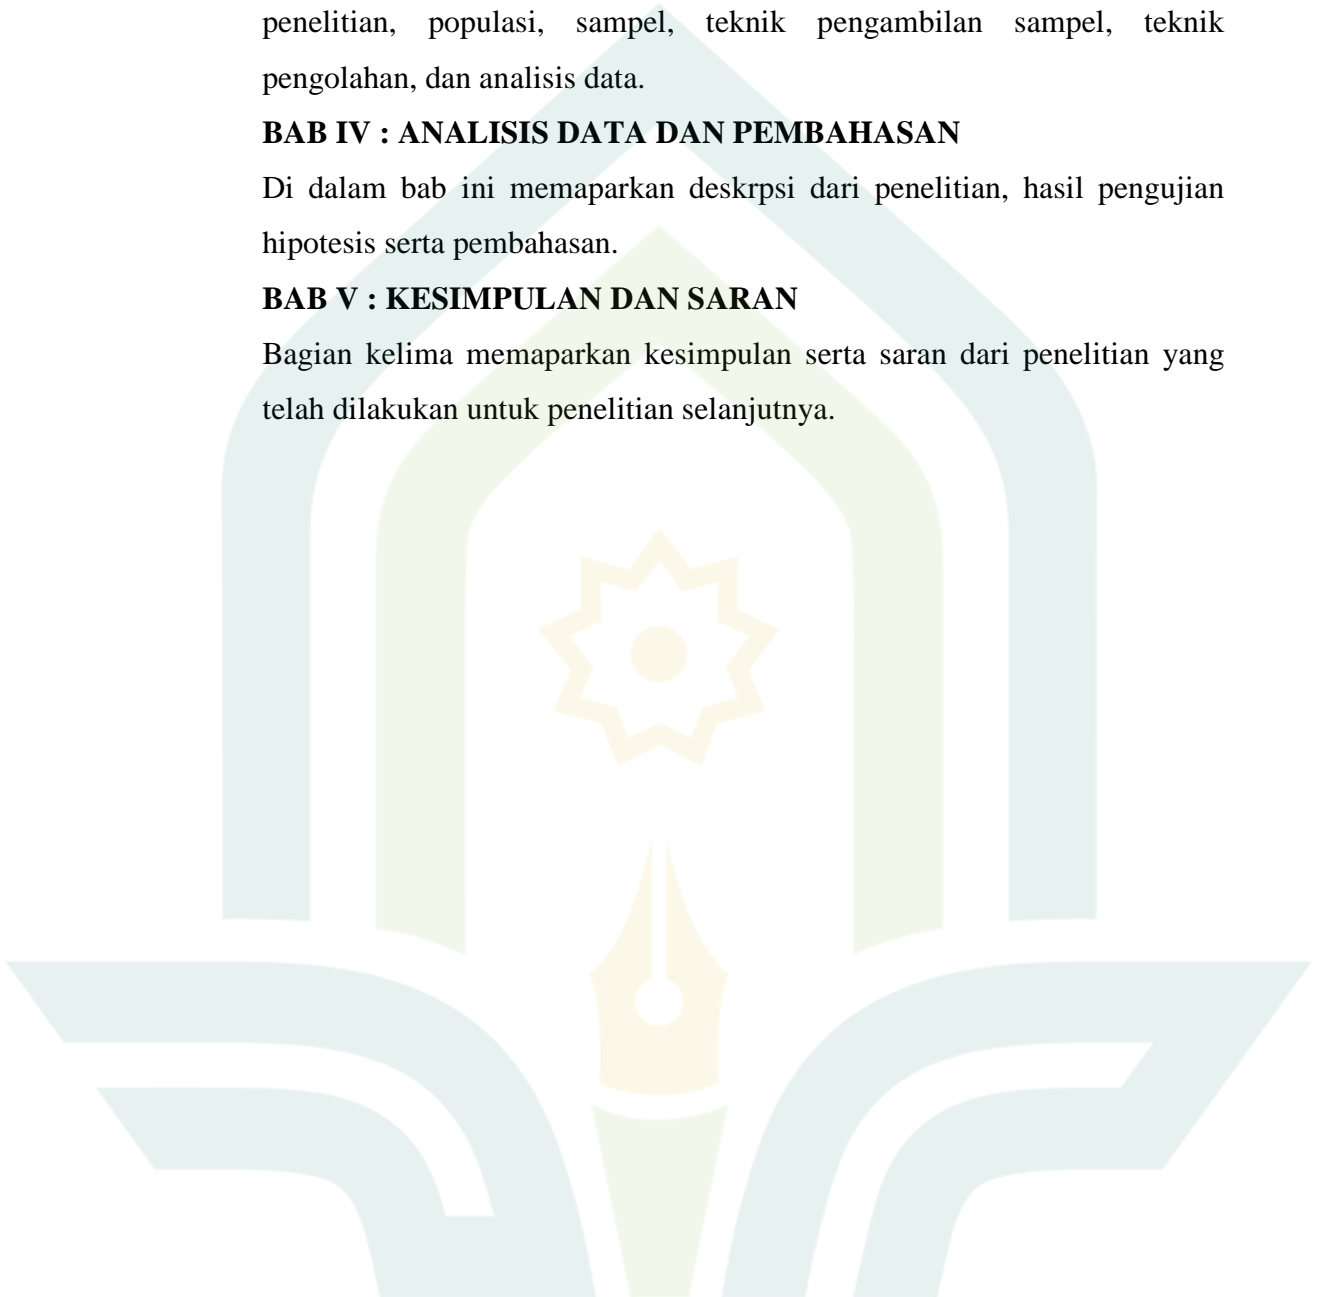 penelitian, populasi, sampel, teknik pengambilan sampel, teknik
pengolahan, dan analisis data.
BAB IV : ANALISIS DATA DAN PEMBAHASAN
Di dalam bab ini memaparkan deskrpsi dari penelitian, hasil pengujian
hipotesis serta pembahasan.
BAB V : KESIMPULAN DAN SARAN
Bagian kelima memaparkan kesimpulan serta saran dari penelitian yang
telah dilakukan untuk penelitian selanjutnya.